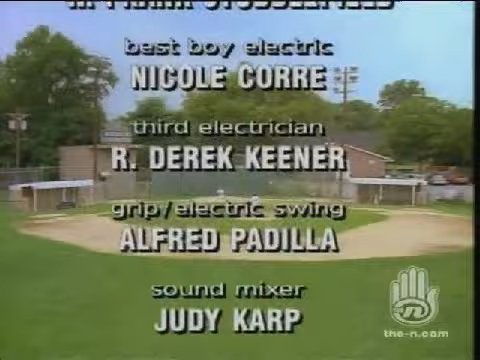 best boy electric
NICOLE CORRE
third electrician
R. DEREK KEENER
grip/electric swing
ALFRED PADILLA
sound mixer
JUDY KARP
n
the-n.com